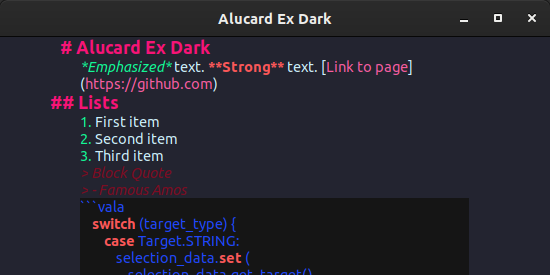 Alucard Ex Dark
# Alucard Ex Dark
*Emphasized* text. **Strong** text. [Link to page]
(https://github.com)
## Lists
1. First item
2. Second item
3. Third item
> Block Quote
> - Famous Amos
```vala
switch (target_type) {
case Target.STRING:
selection_data.set (
selection_data.get_target()